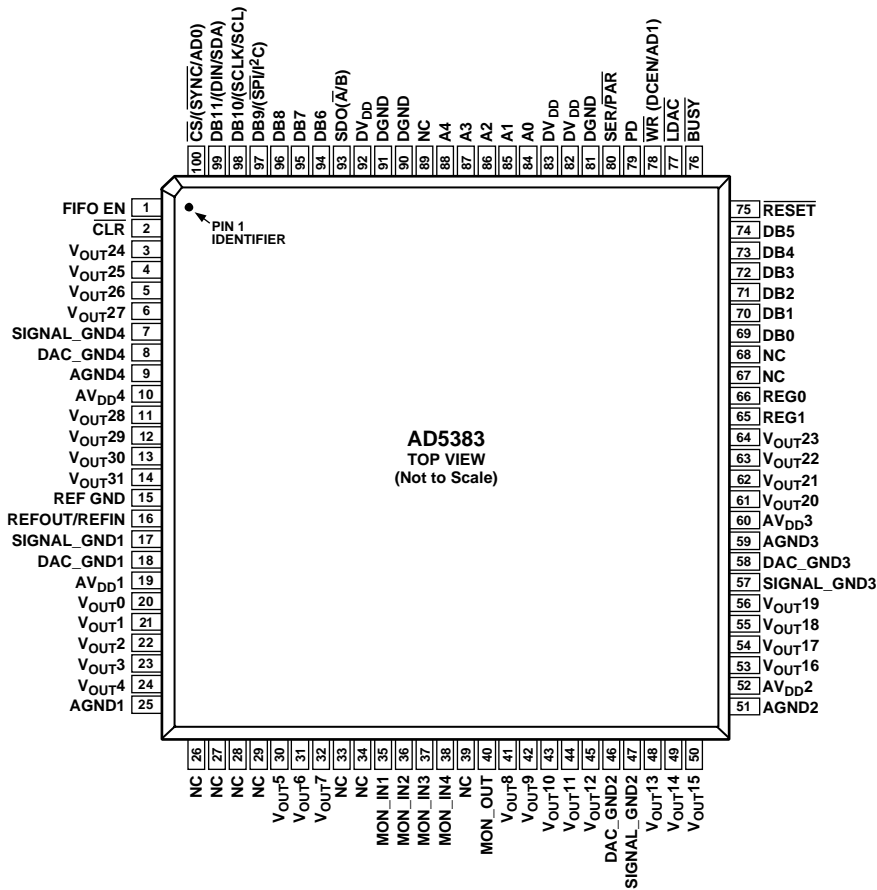 CS/(SYNC/AD0)
DB11/(DIN/SDA)
DB10/(SCLK/SCL)
DB9/(SPI/I²C)
DB8
DB7
DB6
SDO(A/B)
DVDD
DGND
DGND
NC
A4
A3
A2
A1
A0
DVDD
DVDD
DGND
SER/PAR
PD
WR (DCEN/AD1)
LDAC
BUSY
100
99
98
97
96
95
94
93
92
91
90
89
88
87
86
85
84
83
82
81
80
79
78
77
76
FIFO EN 1
CLR 2
VOUT24 3
VOUT25 4
VOUT26 5
VOUT27 6
SIGNAL_GND4 7
DAC_GND4 8
AGND4 9
AVDD4 10
VOUT28 11
VOUT29 12
VOUT30 13
VOUT31 14
REF GND 15
REFOUT/REFIN 16
SIGNAL_GND1 17
DAC_GND1 18
AVDD1 19
VOUT0 20
VOUT1 21
VOUT2 22
VOUT3 23
VOUT4 24
AGND1 25
PIN 1
IDENTIFIER
AD5383
TOP VIEW
(Not to Scale)
75 RESET
74 DB5
73 DB4
72 DB3
71 DB2
70 DB1
69 DB0
68 NC
67 NC
66 REG0
65 REG1
64 VOUT23
63 VOUT22
62 VOUT21
61 VOUT20
60 AVDD3
59 AGND3
58 DAC_GND3
57 SIGNAL_GND3
56 VOUT19
55 VOUT18
54 VOUT17
53 VOUT16
52 AVDD2
51 AGND2
26
27
28
29
30
31
32
33
34
35
36
37
38
39
40
41
42
43
44
45
46
47
48
49
50
NC
NC
NC
NC
VOUT5
VOUT6
VOUT7
NC
NC
MON_IN1
MON_IN2
MON_IN3
MON_IN4
NC
MON_OUT
VOUT8
VOUT9
VOUT10
VOUT11
VOUT12
DAC_GND2
SIGNAL_GND2
VOUT13
VOUT14
VOUT15